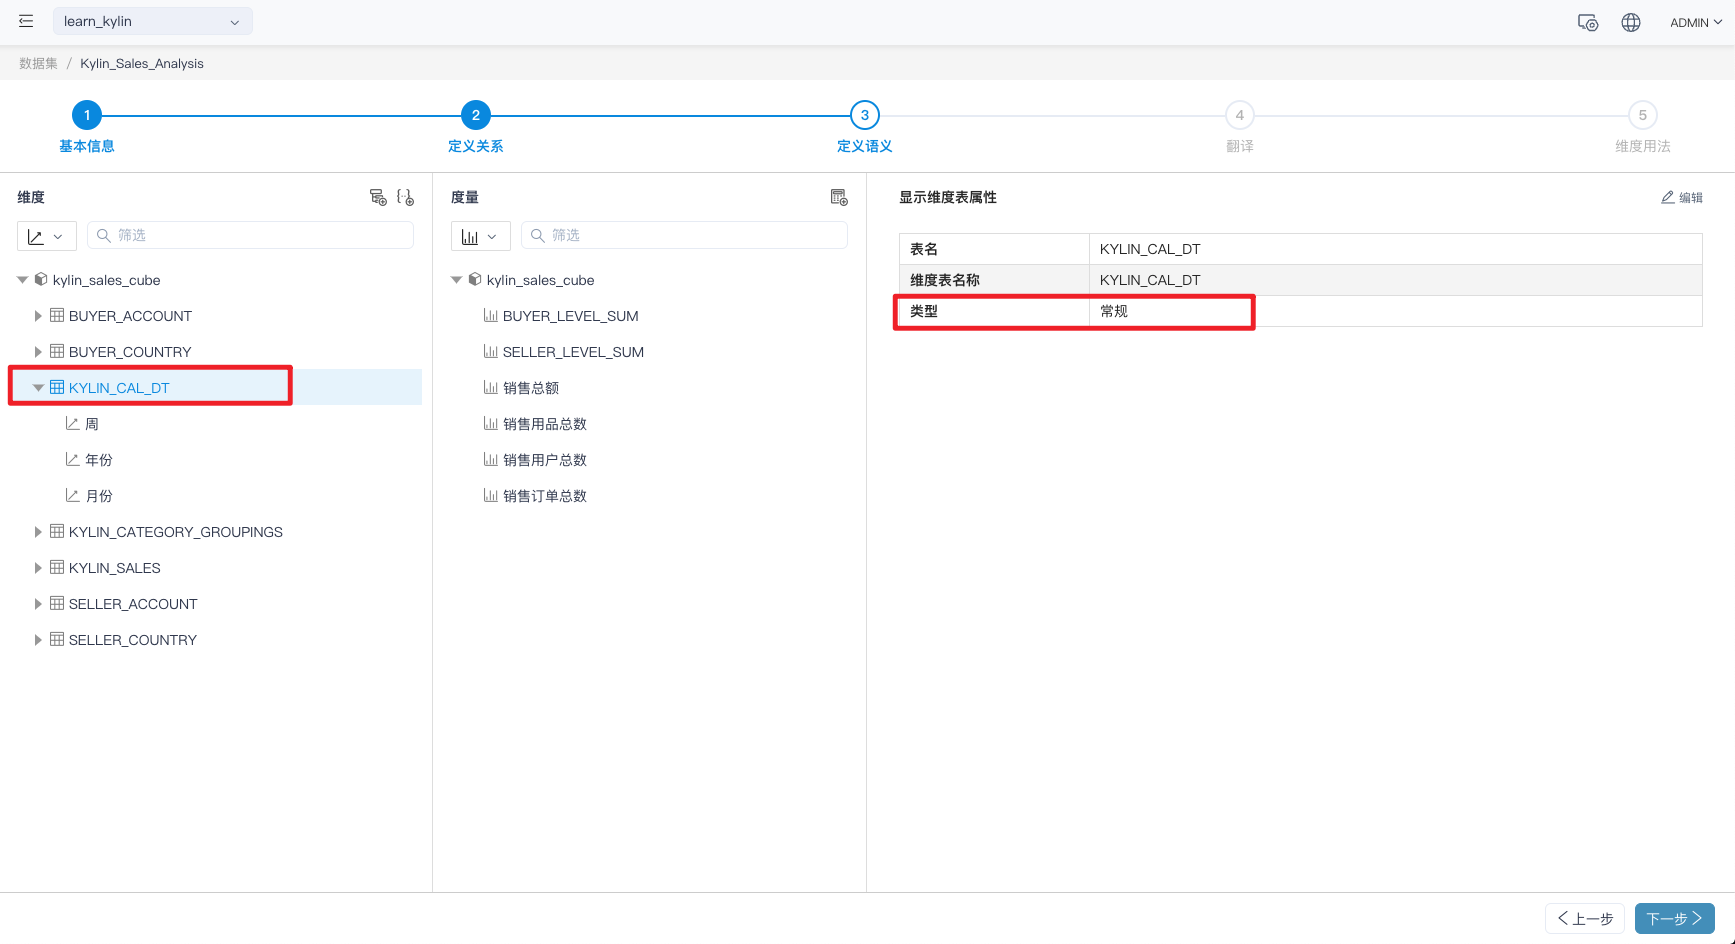 learn_kylin
ADMIN
数据集 / Kylin_Sales_Analysis
1 2 3 4 5
基本信息 定义关系 定义语义 翻译 维度用法
维度
筛选
kylin_sales_cube
BUYER_ACCOUNT
BUYER_COUNTRY
KYLIN_CAL_DT
周
年份
月份
KYLIN_CATEGORY_GROUPINGS
KYLIN_SALES
SELLER_ACCOUNT
SELLER_COUNTRY
度量
筛选
kylin_sales_cube
BUYER_LEVEL_SUM
SELLER_LEVEL_SUM
销售总额
销售用品总数
销售用户总数
销售订单总数
显示维度表属性 编辑
表名 KYLIN_CAL_DT
维度表名称 KYLIN_CAL_DT
类型 常规
上一步 下一步